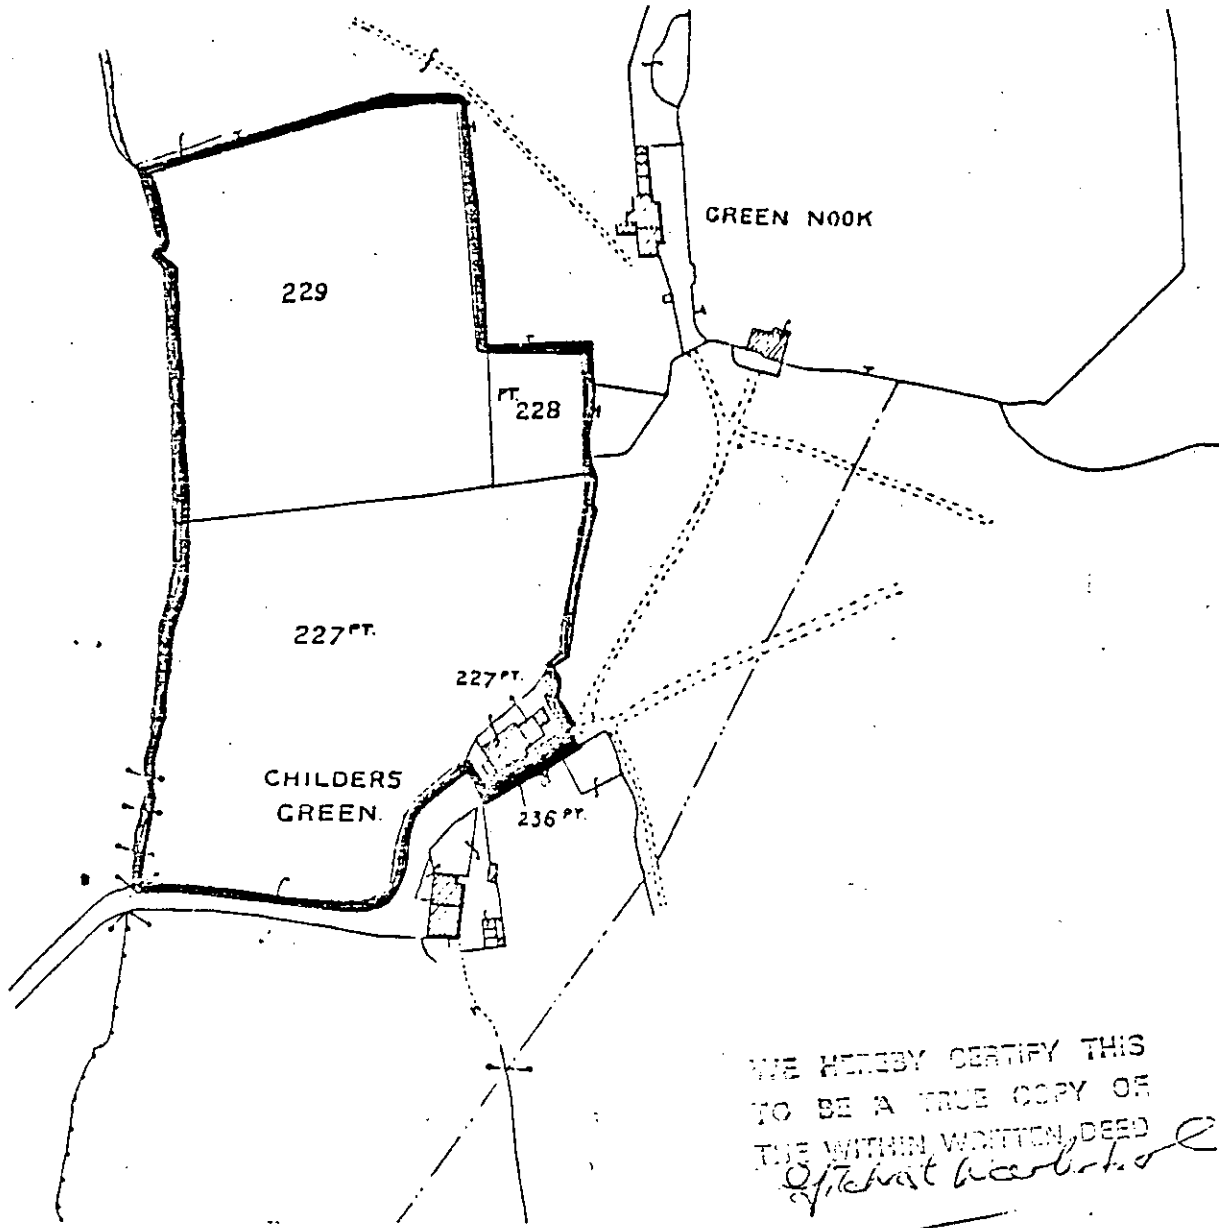 GREEN NOOK
229
PT. 228
227 PT.
227 PT.
CHILDERS
GREEN.
236 PT.
WE HEREBY CERTIFY THIS
TO BE A TRUE COPY OF
THE WITHIN WRITTEN DEED